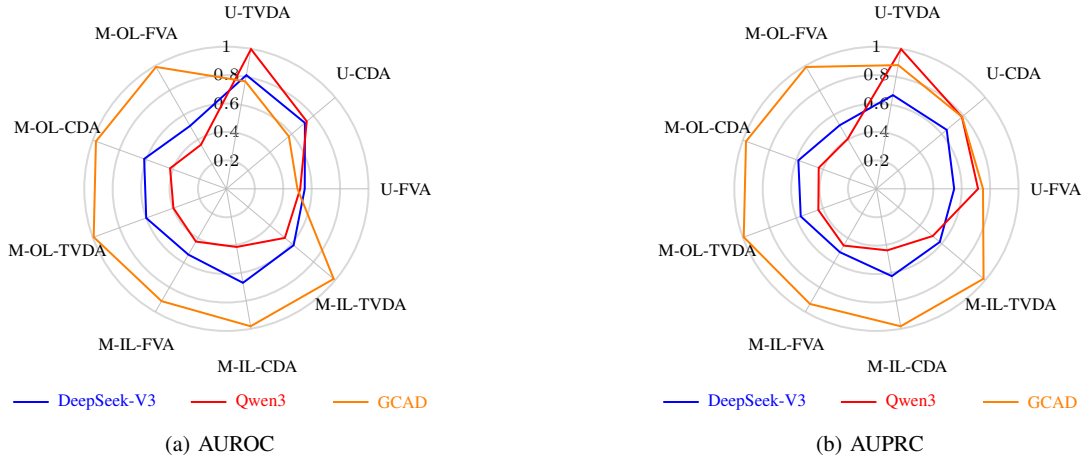 U-TVDA
M-OL-FVA
1
U-CDA
0.8
0.6
M-OL-CDA
0.4
0.2
U-FVA
M-OL-TVDA
M-IL-TVDA
M-IL-FVA
M-IL-CDA
DeepSeek-V3 Qwen3 GCAD
(a) AUROC
U-TVDA
M-OL-FVA
1
U-CDA
0.8
0.6
M-OL-CDA
0.4
0.2
U-FVA
M-OL-TVDA
M-IL-TVDA
M-IL-FVA
M-IL-CDA
DeepSeek-V3 Qwen3 GCAD
(b) AUPRC